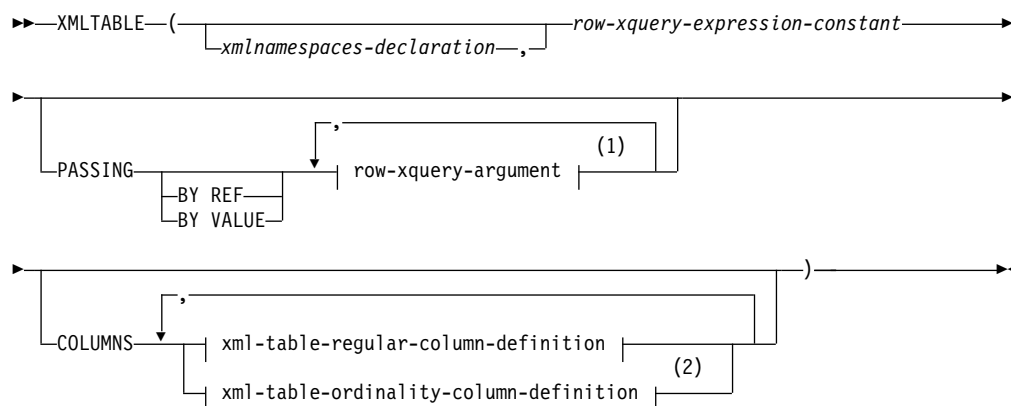 XMLTABLE ( row-xquery-expression-constant
xmlnamespaces-declaration ,
,
(1)
PASSING row-xquery-argument
BY REF
BY VALUE
)
,
COLUMNS xml-table-regular-column-definition
(2)
xml-table-ordinality-column-definition